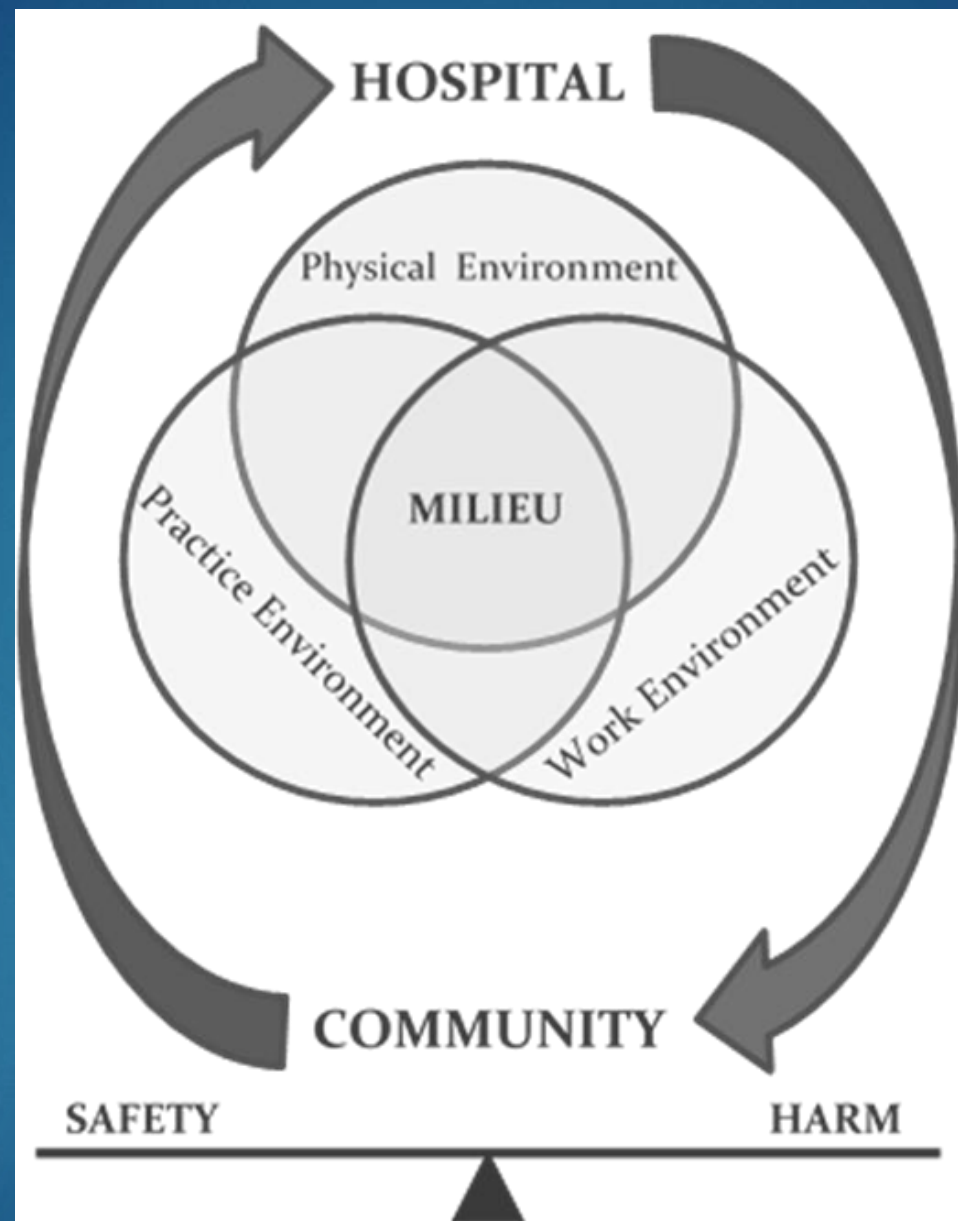 HOSPITAL
Physical Environment
MILIEU
Practice Environment
Work Environment
COMMUNITY
SAFETY
HARM